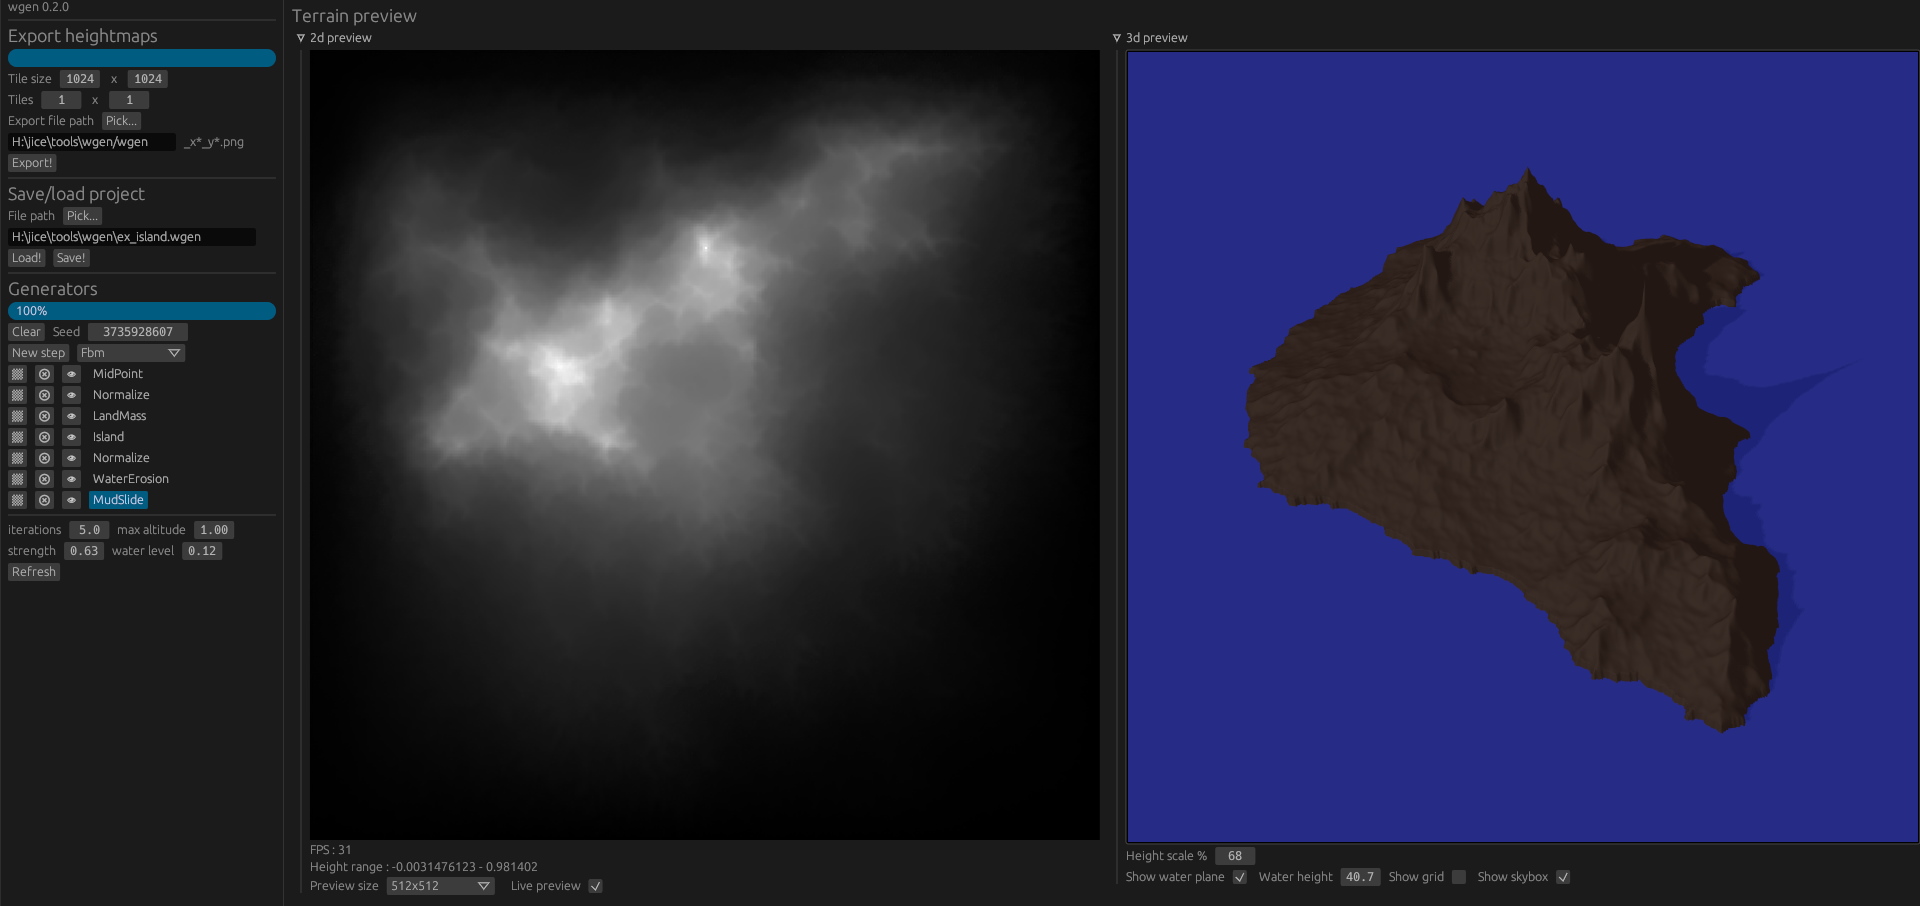 wgen 0.2.0
Export heightmaps
Tile size 1024 x 1024
Tiles 1 x 1
Export file path Pick...
H:\jice\tools\wgen/wgen _x*_y*.png
Export!
Save/load project
File path Pick...
H:\jice\tools\wgen\ex_island.wgen
Load! Save!
Generators
100%
Clear Seed 3735928607
New step Fbm
MidPoint
Normalize
LandMass
Island
Normalize
WaterErosion
MudSlide
iterations 5.0 max altitude 1.00
strength 0.63 water level 0.12
Refresh
Terrain preview
2d preview
FPS : 31
Height range : -0.0031476123 - 0.981402
Preview size 512x512 Live preview
3d preview
Height scale % 68
Show water plane Water height 40.7 Show grid Show skybox